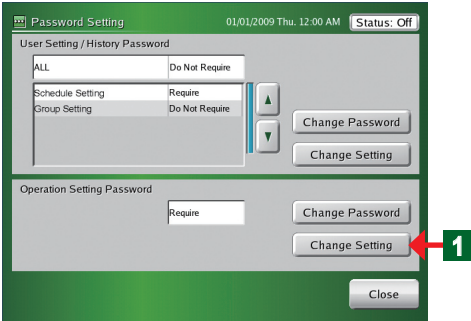 Password Setting 01/01/2009 Thu. 12:00 AM Status: Off
User Setting / History Password
ALL Do Not Require
Schedule Setting Require
Group Setting Do Not Require
Change Password
Change Setting
Operation Setting Password
Require Change Password
Change Setting 1
Close